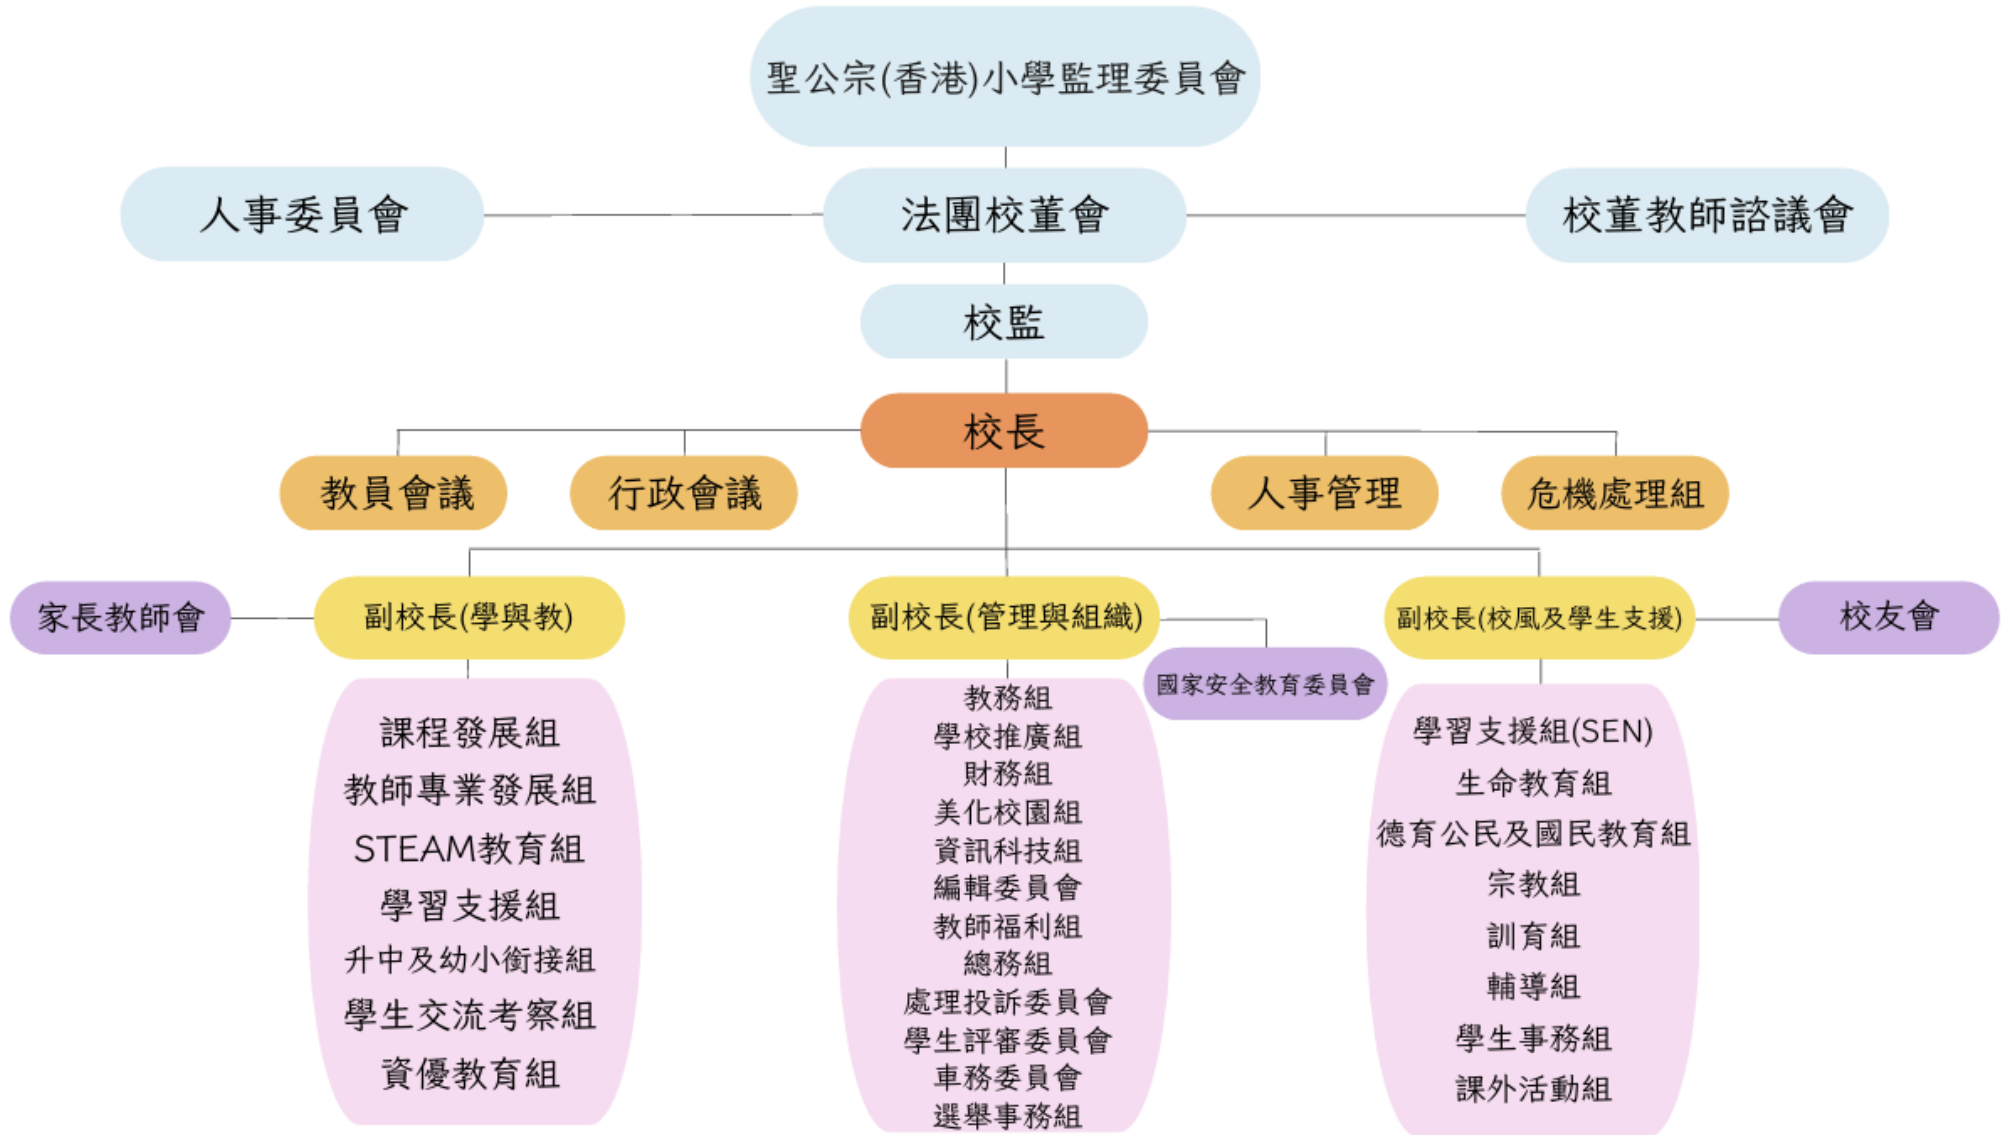 聖公宗(香港)小學監理委員會
人事委員會
法團校董會
校董教師諮議會
校監
校長
教員會議
行政會議
人事管理
危機處理組
家長教師會
副校長(學與教)
副校長(管理與組織)
副校長(校風及學生支援)
校友會
國家安全教育委員會
課程發展組
教師專業發展組
STEAM教育組
學習支援組
升中及幼小銜接組
學生交流考察組
資優教育組
教務組
學校推廣組
財務組
美化校園組
資訊科技組
編輯委員會
教師福利組
總務組
處理投訴委員會
學生評審委員會
車務委員會
選舉事務組
學習支援組(SEN)
生命教育組
德育公民及國民教育組
宗教組
訓育組
輔導組
學生事務組
課外活動組